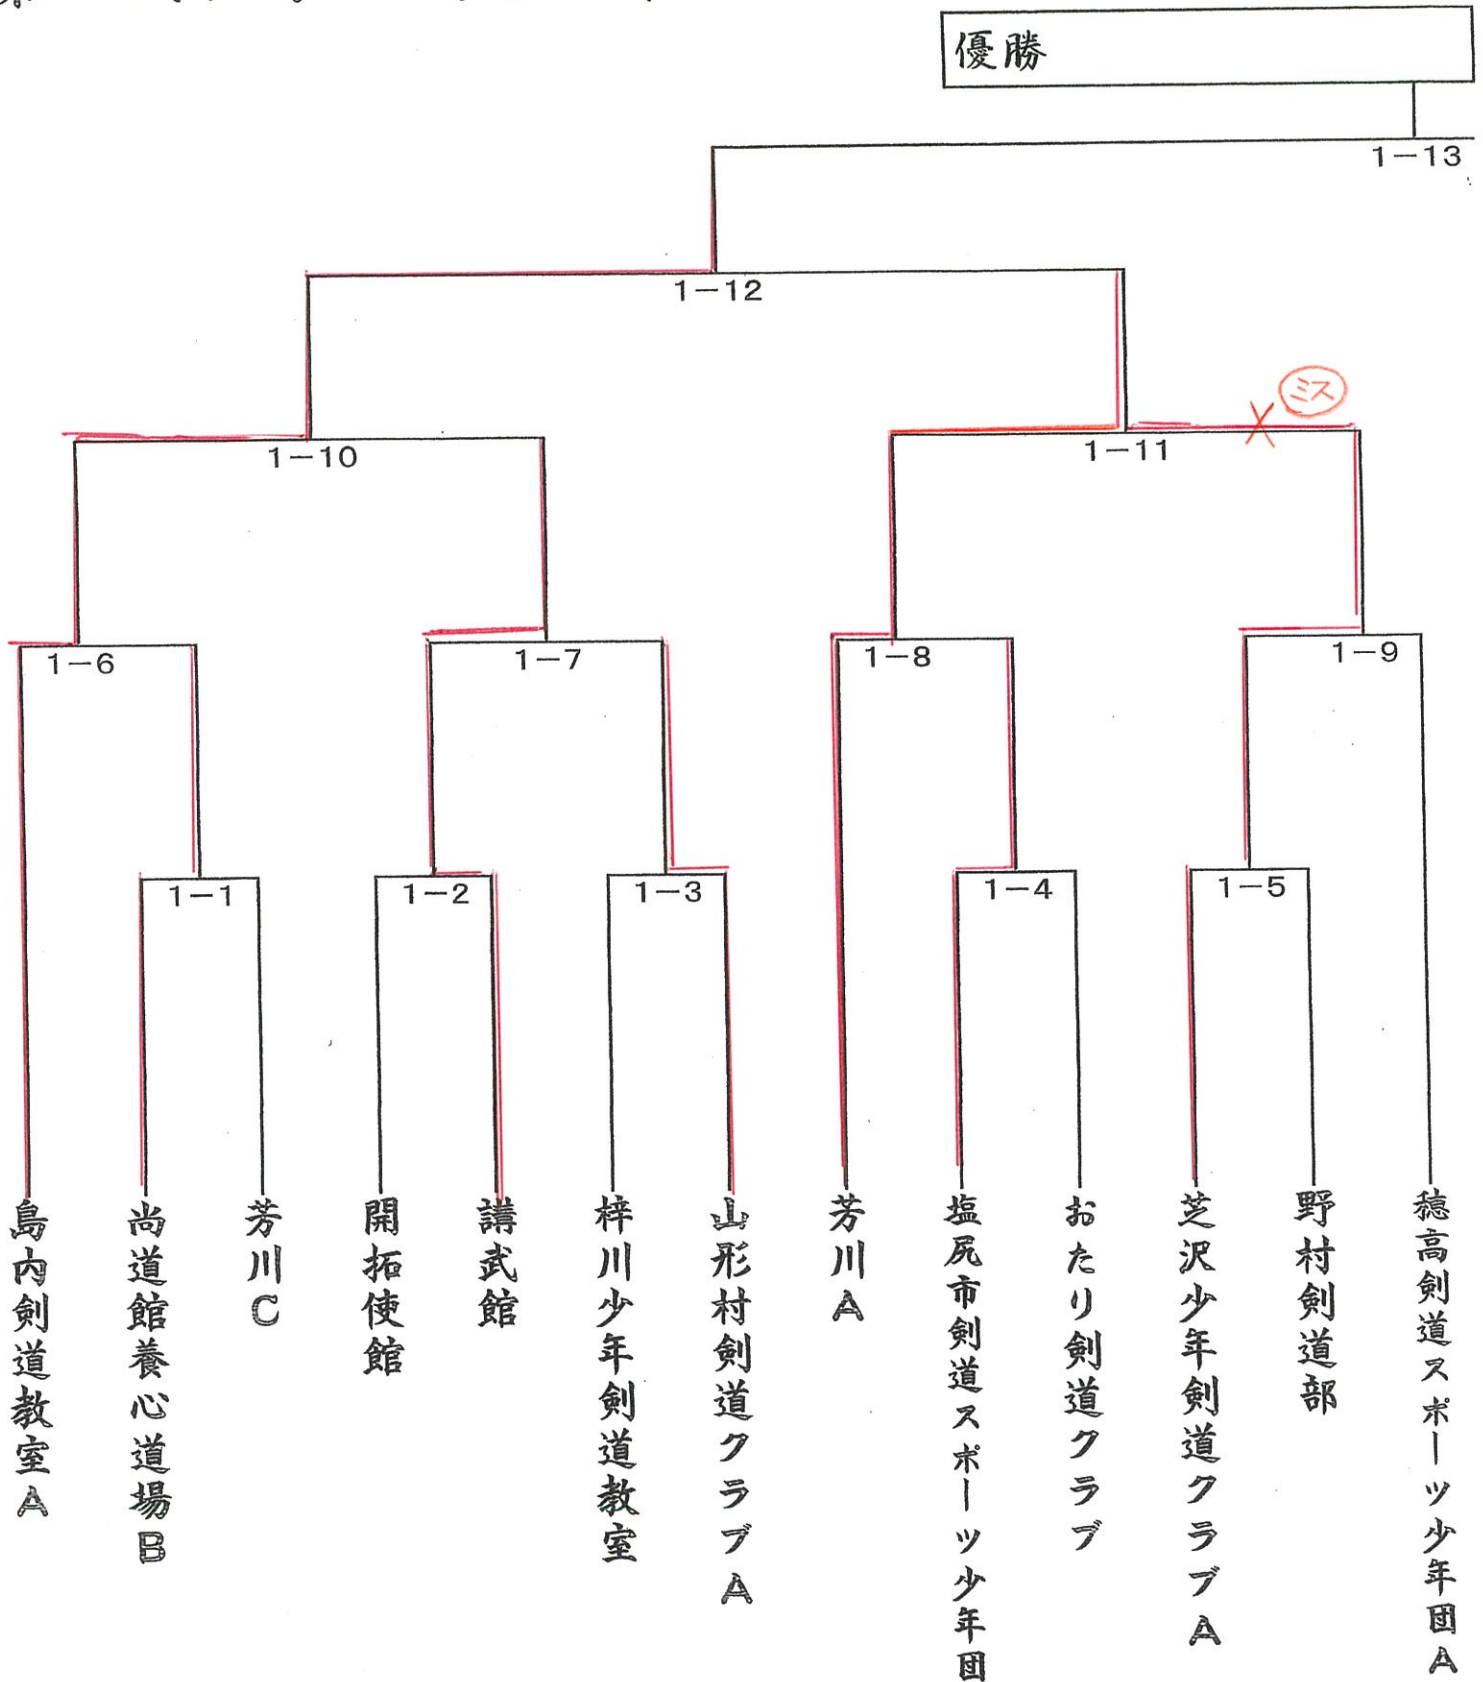 優勝
1-13
1-12
ミス
1-10
1-11
1-6
1-7
1-8
1-9
1-1
1-2
1-3
1-4
1-5
島内剣道教室A
尚道館養心道場B
芳川C
開拓使館
講武館
梓川少年剣道教室
山形村剣道クラブA
芳川A
塩尻市剣道スポーツ少年団
おたり剣道クラブ
芝沢少年剣道クラブA
野村剣道部
穂高剣道スポーツ少年団A